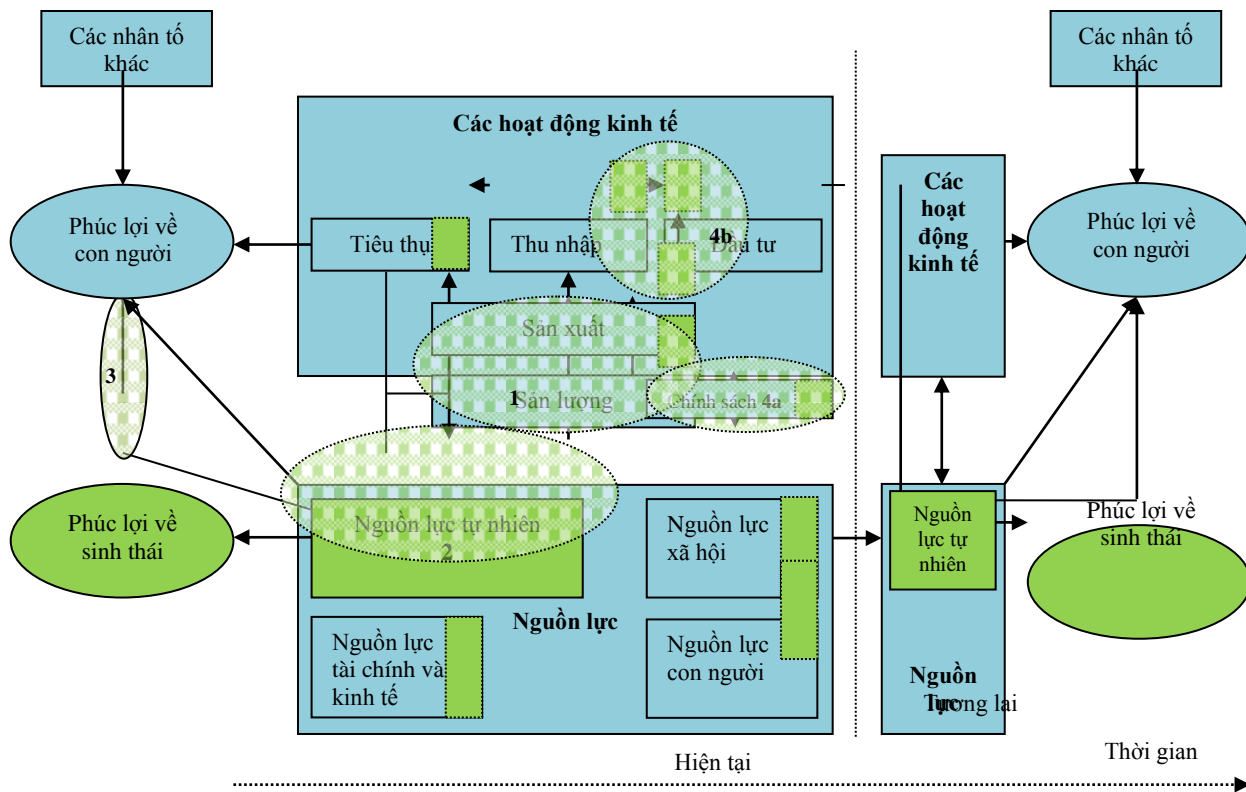 Các nhân tố
khác
Các nhân tố
khác
Các hoạt động kinh tế
Phúc lợi về
con người
Tiêu thụ
Thu nhập
4b
Đầu tư
Các
hoạt
động
kinh tế
Phúc lợi về
con người
Sản xuất
3
1
Sản lượng
Chính sách 4a
Phúc lợi về
sinh thái
Nguồn lực tự nhiên
2
Nguồn lực
xã hội
Nguồn
lực tự
nhiên
Phúc lợi về
sinh thái
Nguồn lực
Nguồn lực
tài chính và
kinh tế
Nguồn lực
con người
Nguồn
lực
Tương lai
Hiện tại
Thời gian